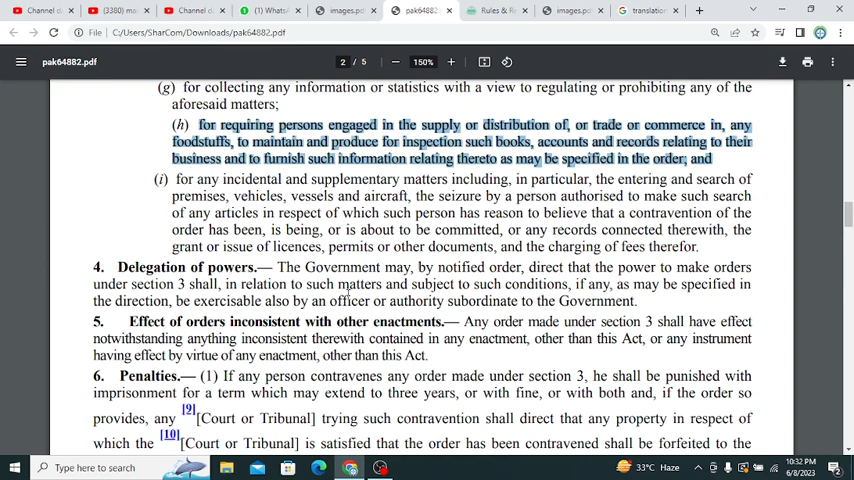 Channel d
(3380) ma
Channel d
(1) Whats
images.p
pak64882.p
Rules & Re
images.p
translation
File
C:/Users/SharCom/Downloads/pak64882.pdf
pak64882.pdf
2 / 5
150%
(g) for collecting any information or statistics with a view to regulating or prohibiting any of the
aforesaid matters;
(h) for requiring persons engaged in the supply or distribution of, or trade or commerce in, any
foodstuffs, to maintain and produce for inspection such books, accounts and records relating to their
business and to furnish such information relating thereto as may be specified in the order; and
(i) for any incidental and supplementary matters including, in particular, the entering and search of
premises, vehicles, vessels and aircraft, the seizure by a person authorised to make such search
of any articles in respect of which such person has reason to believe that a contravention of the
order has been, is being, or is about to be committed, or any records connected therewith, the
grant or issue of licences, permits or other documents, and the charging of fees therefor.
4. Delegation of powers.— The Government may, by notified order, direct that the power to make orders
under section 3 shall, in relation to such matters and subject to such conditions, if any, as may be specified in
the direction, be exercisable also by an officer or authority subordinate to the Government.
5. Effect of orders inconsistent with other enactments.— Any order made under section 3 shall have effect
notwithstanding anything inconsistent therewith contained in any enactment, other than this Act, or any instrument
having effect by virtue of any enactment, other than this Act.
6. Penalties.— (1) If any person contravenes any order made under section 3, he shall be punished with
imprisonment for a term which may extend to three years, or with fine, or with both and, if the order so
provides, any [9][Court or Tribunal] trying such contravention shall direct that any property in respect of
which the [10][Court or Tribunal] is satisfied that the order has been contravened shall be forfeited to the
Type here to search
33°C Haze
10:32 PM
6/8/2023
2